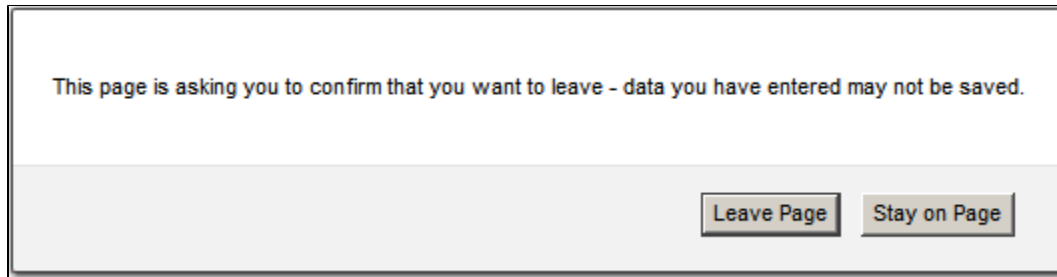 This page is asking you to confirm that you want to leave - data you have entered may not be saved.
Leave Page Stay on Page